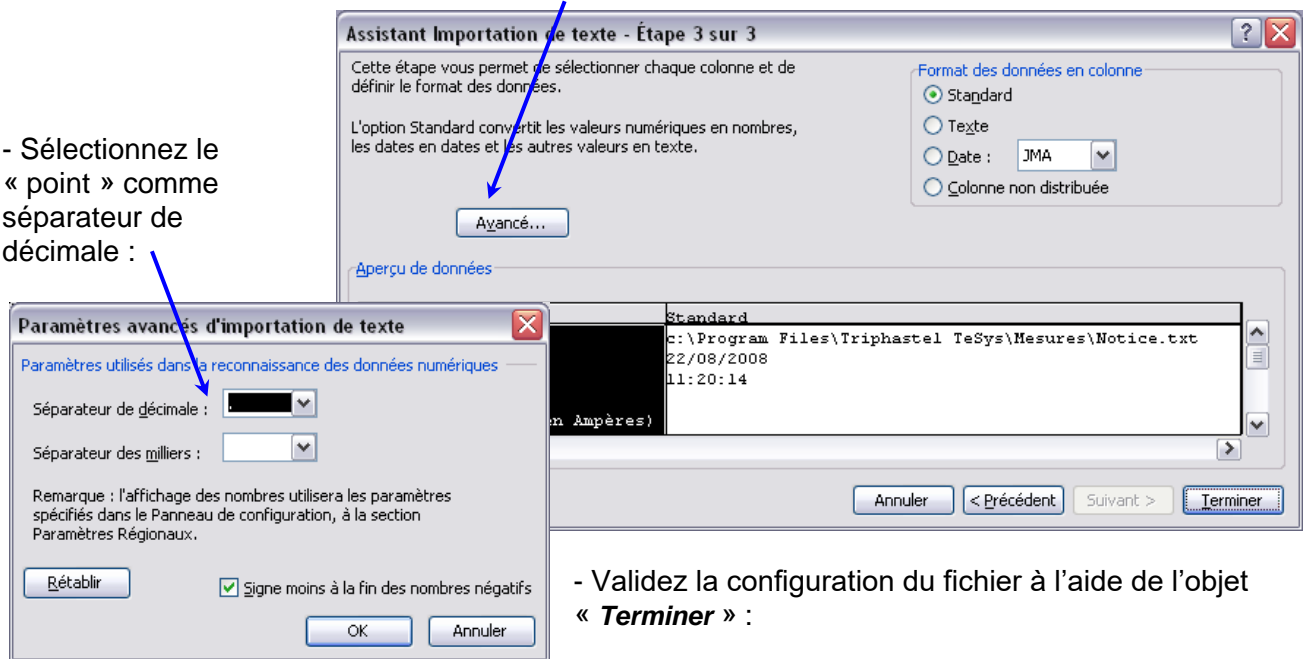 Assistant Importation de texte - Étape 3 sur 3
Cette étape vous permet de sélectionner chaque colonne et de
définir le format des données.
L'option Standard convertit les valeurs numériques en nombres,
les dates en dates et les autres valeurs en texte.
Format des données en colonne
Standard
Texte
Date :
JMA
Colonne non distribuée
Avancé...
- Sélectionnez le
« point » comme
séparateur de
décimale :
Aperçu de données
Standard
c:\Program Files\Triphastel TeSys\Mesures\Notice.txt
22/08/2008
11:20:14
en Ampères)
Annuler
< Précédent
Suivant >
Terminer
Paramètres avancés d'importation de texte
Paramètres utilisés dans la reconnaissance des données numériques
Séparateur de décimale :
.
Séparateur des milliers :
Remarque : l'affichage des nombres utilisera les paramètres
spécifiés dans le Panneau de configuration, à la section
Paramètres Régionaux.
Rétablir
Signe moins à la fin des nombres négatifs
OK
Annuler
- Validez la configuration du fichier à l’aide de l’objet
« Terminer » :